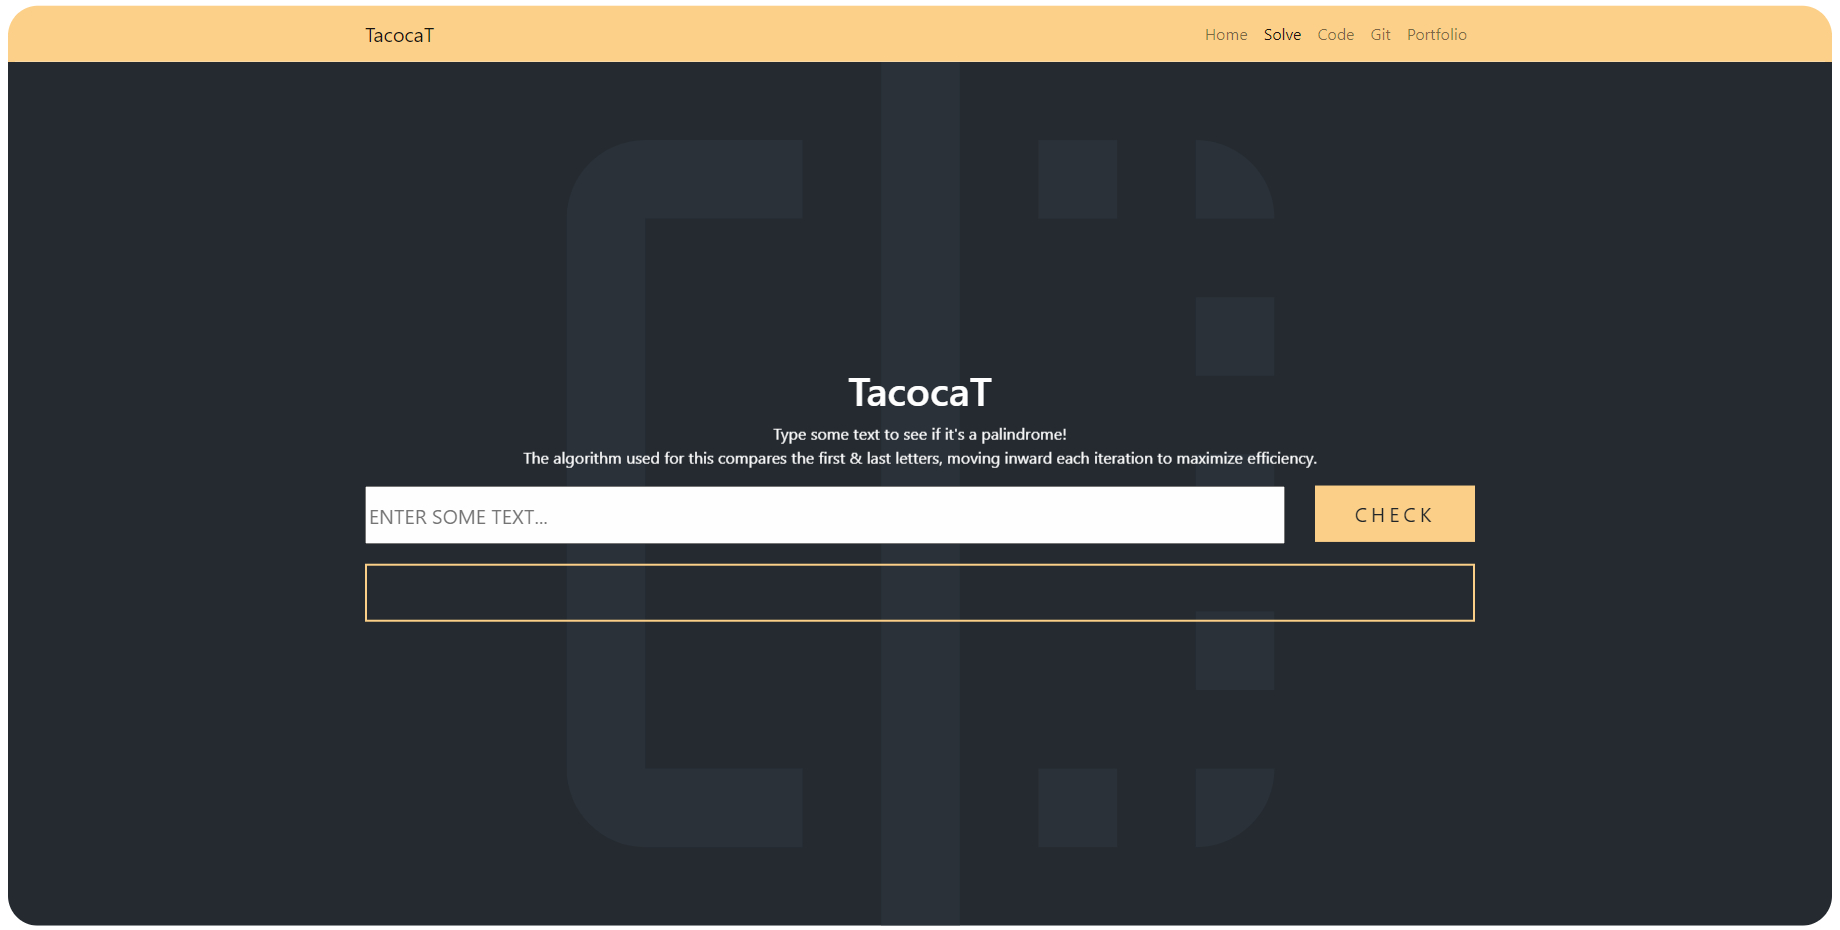 TacocaT
Home Solve Code Git Portfolio
TacocaT
Type some text to see if it's a palindrome!
The algorithm used for this compares the first & last letters, moving inward each iteration to maximize efficiency.
ENTER SOME TEXT...
CHECK